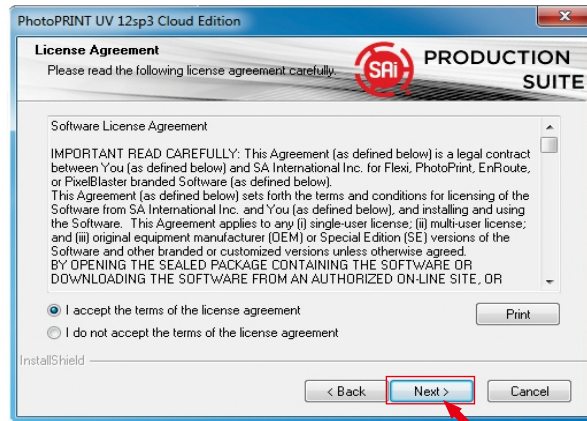 PhotoPRINT UV 12sp3 Cloud Edition
x
License Agreement
Please read the following license agreement carefully.
SAi
PRODUCTION
SUITE
Software License Agreement
IMPORTANT READ CAREFULLY: This Agreement (as defined below) is a legal contract
between You (as defined below) and SA International Inc. for Flexi, PhotoPrint, EnRoute,
or PixelBlaster branded Software (as defined below).
This Agreement (as defined below) sets forth the terms and conditions for licensing of the
Software from SA International Inc. and You (as defined below), and installing and using
the Software. This Agreement applies to any (i) single-user license; (ii) multi-user license;
and (iii) original equipment manufacturer (OEM) or Special Edition (SE) versions of the
Software and other branded or customized versions unless otherwise agreed.
BY OPENING THE SEALED PACKAGE CONTAINING THE SOFTWARE OR
DOWNLOADING THE SOFTWARE FROM AN AUTHORIZED ON-LINE SITE, OR
I accept the terms of the license agreement
Print
I do not accept the terms of the license agreement
InstallShield
< Back
Next >
Cancel